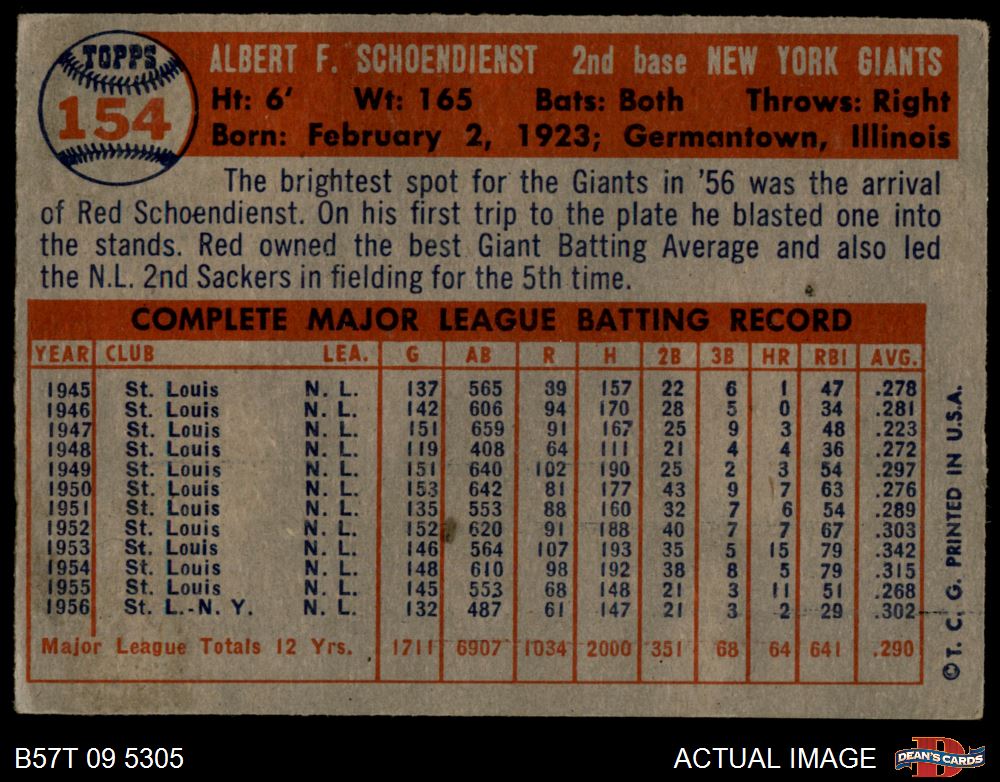 TOPPS
154
ALBERT F. SCHOENDIENST 2nd base NEW YORK GIANTS
Ht: 6' Wt: 165 Bats: Both Throws: Right
Born: February 2, 1923; Germantown, Illinois
The brightest spot for the Giants in '56 was the arrival
of Red Schoendienst. On his first trip to the plate he blasted one into
the stands. Red owned the best Giant Batting Average and also led
the N.L. 2nd Sackers in fielding for the 5th time.
COMPLETE MAJOR LEAGUE BATTING RECORD
YEAR CLUB LEA. G AB R H 2B 3B HR RBI AVG.
1945 St. Louis N. L. 137 565 39 157 22 6 1 47 .278
1946 St. Louis N. L. 142 606 94 170 28 5 0 34 .281
1947 St. Louis N. L. 151 659 91 167 25 9 3 48 .223
1948 St. Louis N. L. 119 408 64 111 21 4 4 36 .272
1949 St. Louis N. L. 151 640 102 190 25 2 3 54 .297
1950 St. Louis N. L. 153 642 81 177 43 9 7 63 .276
1951 St. Louis N. L. 135 553 88 160 32 7 6 54 .289
1952 St. Louis N. L. 152 620 91 188 40 7 7 67 .303
1953 St. Louis N. L. 146 564 107 193 35 5 15 79 .342
1954 St. Louis N. L. 148 610 98 192 38 8 5 79 .315
1955 St. Louis N. L. 145 553 68 148 21 3 11 51 .268
1956 St. L.-N. Y. N. L. 132 487 61 147 21 3 2 29 .302
Major League Totals 12 Yrs. 1711 6907 1034 2000 351 68 64 641 .290
© T. C. G. PRINTED IN U.S.A.
B57T 09 5305
ACTUAL IMAGE
DEAN'S CARDS